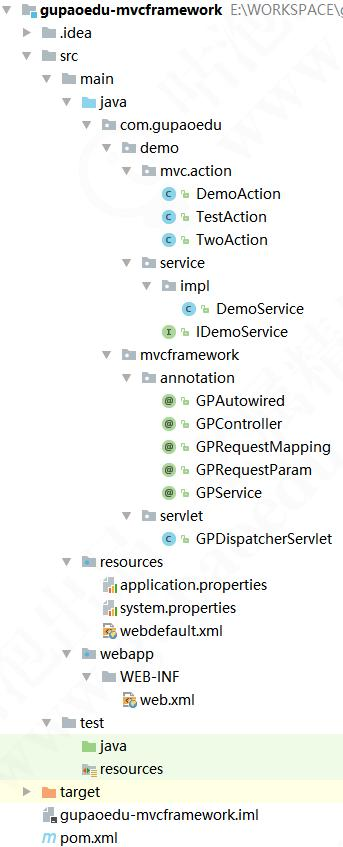 gupaoedu-mvcframework E:\WORKSPACE\g
.idea
src
main
java
com.gupaoedu
demo
mvc.action
DemoAction
TestAction
TwoAction
service
impl
DemoService
IDemoService
mvcframework
annotation
GPAutowired
GPController
GPRequestMapping
GPRequestParam
GPService
servlet
GPDispatcherServlet
resources
application.properties
system.properties
webdefault.xml
webapp
WEB-INF
web.xml
test
java
resources
target
gupaoedu-mvcframework.iml
pom.xml